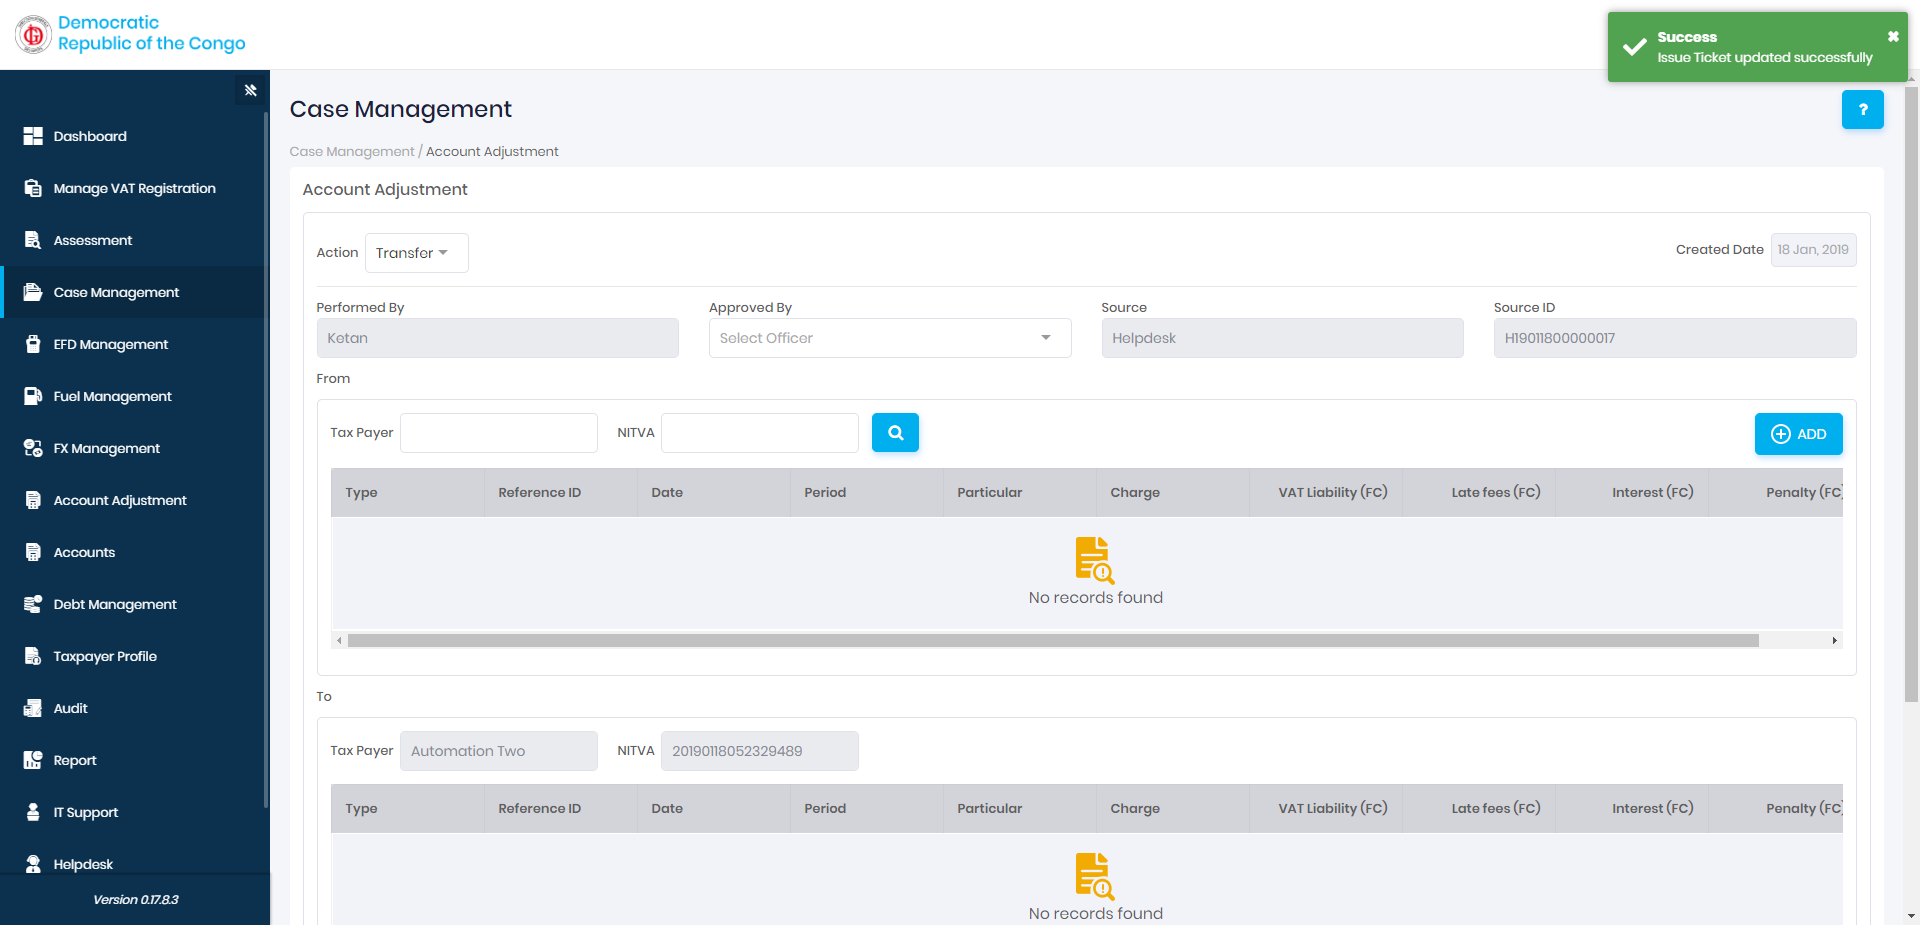 Democratic
Republic of the Congo
Success
Issue Ticket updated successfully
Dashboard
Manage VAT Registration
Assessment
Case Management
EFD Management
Fuel Management
FX Management
Account Adjustment
Accounts
Debt Management
Taxpayer Profile
Audit
Report
IT Support
Helpdesk
Version 0.17.8.3
Case Management
?
Case Management / Account Adjustment
Account Adjustment
Action Transfer Created Date 18 Jan, 2019
Performed By Approved By Source Source ID
Ketan Select Officer Helpdesk H19011800000017
From
Tax Payer NITVA ADD
Type Reference ID Date Period Particular Charge VAT Liability (FC) Late fees (FC) Interest (FC) Penalty (FC)
No records found
To
Tax Payer Automation Two NITVA 20190118052329489
Type Reference ID Date Period Particular Charge VAT Liability (FC) Late fees (FC) Interest (FC) Penalty (FC)
No records found